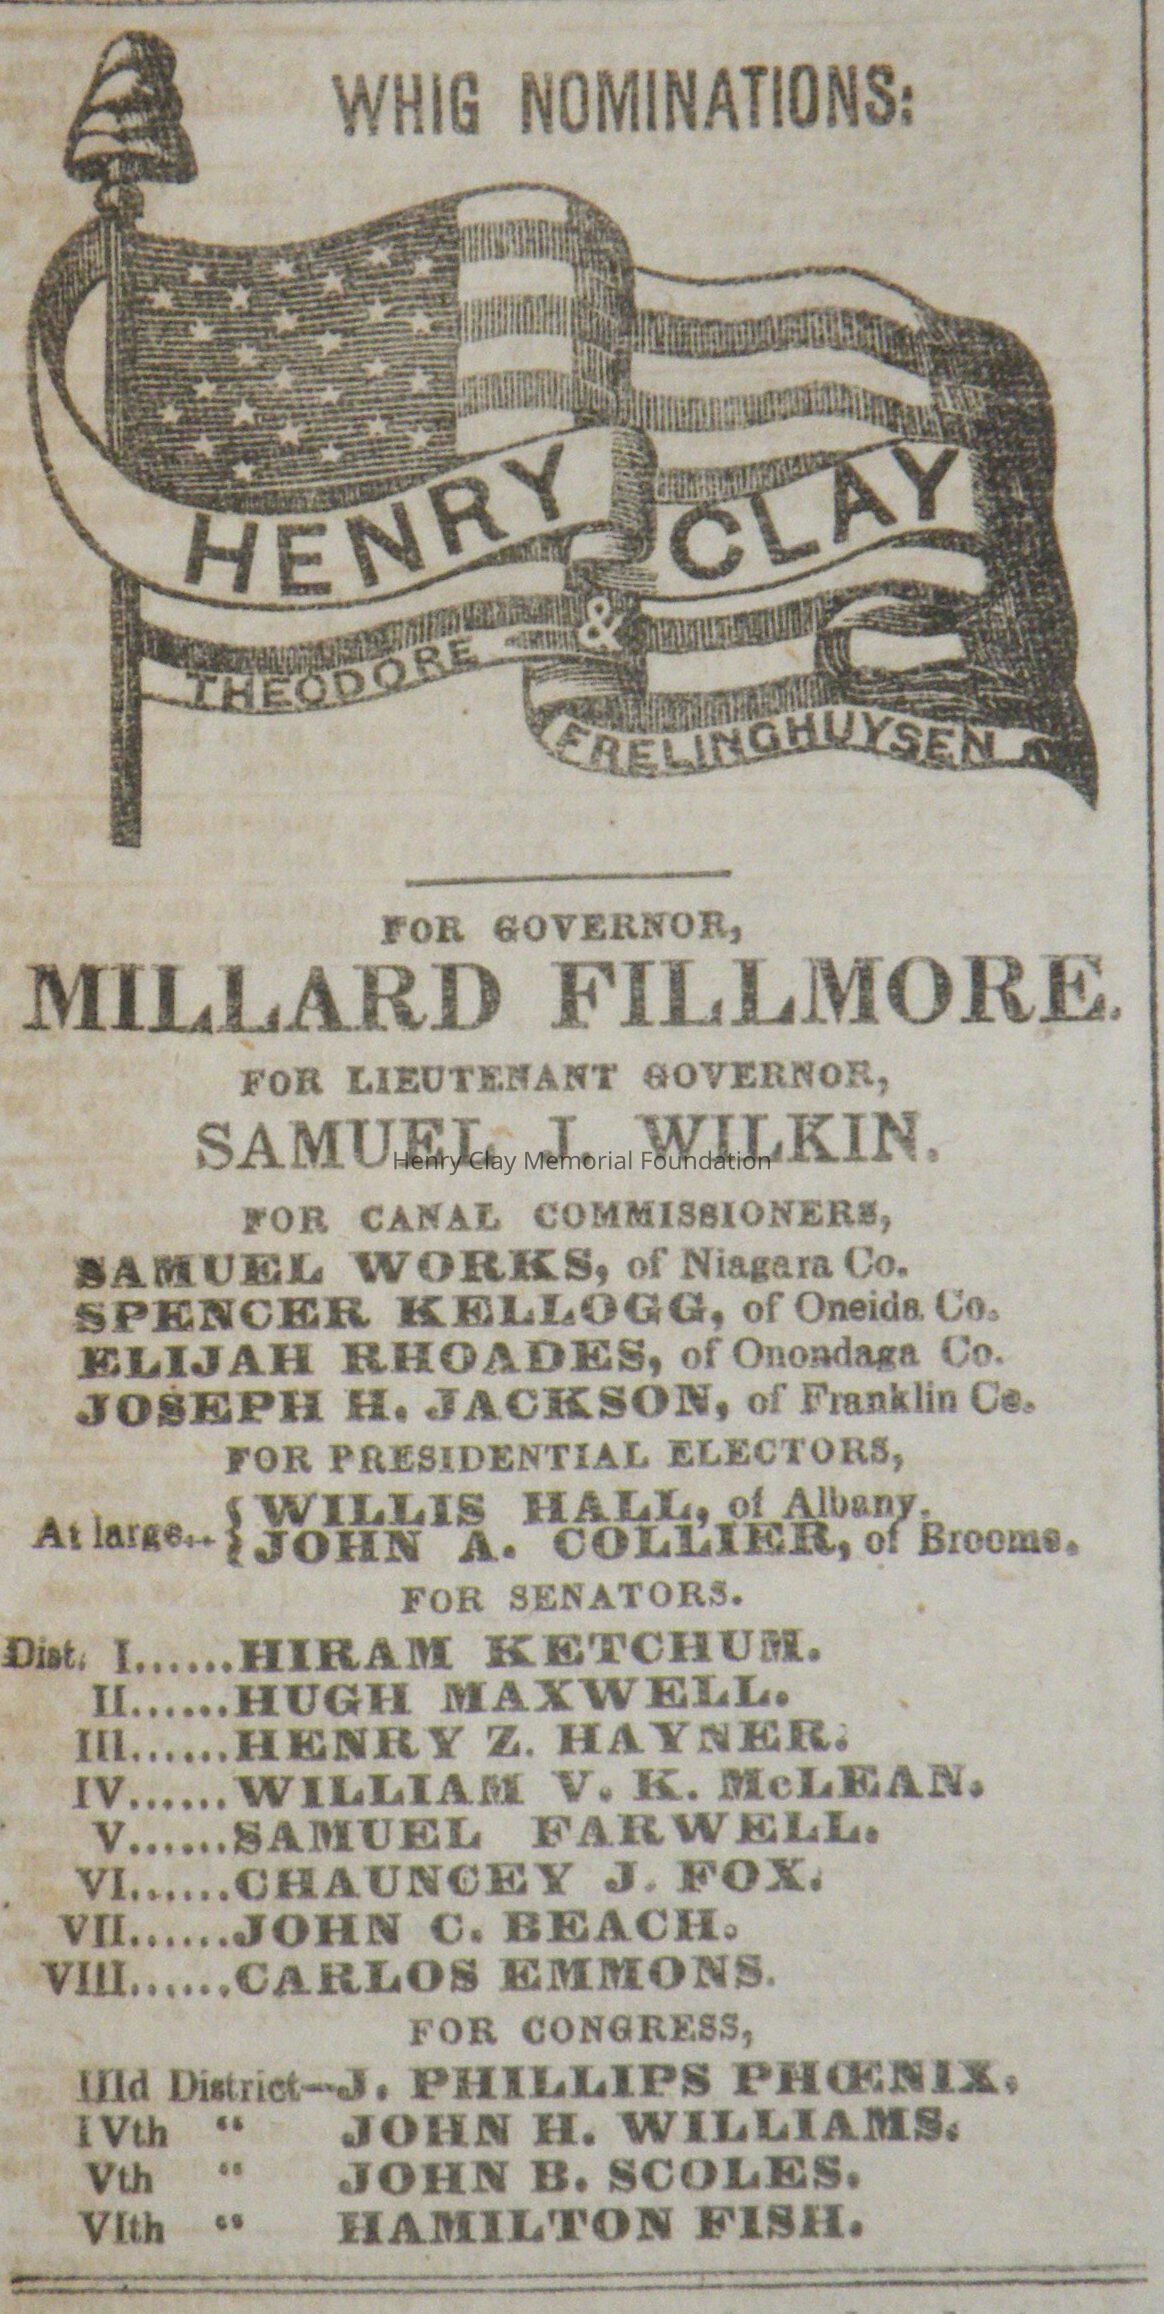 WHIG NOMINATIONS:
HENRY CLAY
&
THEODORE
FRELINGHUYSEN
FOR GOVERNOR,
MILLARD FILLMORE.
FOR LIEUTENANT GOVERNOR,
SAMUEL J. WILKIN.
Henry Clay Memorial Foundation
FOR CANAL COMMISSIONERS,
SAMUEL WORKS, of Niagara Co.
SPENCER KELLOGG, of Oneida Co.
ELIJAH RHOADES, of Onondaga Co.
JOSEPH H. JACKSON, of Franklin Co.
FOR PRESIDENTIAL ELECTORS,
At large.. { WILLIS HALL, of Albany.
JOHN A. COLLIER, of Broome.
FOR SENATORS.
Dist. I......HIRAM KETCHUM.
II......HUGH MAXWELL.
III......HENRY Z. HAYNER.
IV......WILLIAM V. K. McLEAN.
V......SAMUEL FARWELL.
VI......CHAUNCEY J. FOX.
VII......JOHN C. BEACH.
VIII......CARLOS EMMONS.
FOR CONGRESS,
IIId District—J. PHILLIPS PHŒNIX.
IVth " JOHN H. WILLIAMS.
Vth " JOHN B. SCOLES.
VIth " HAMILTON FISH.